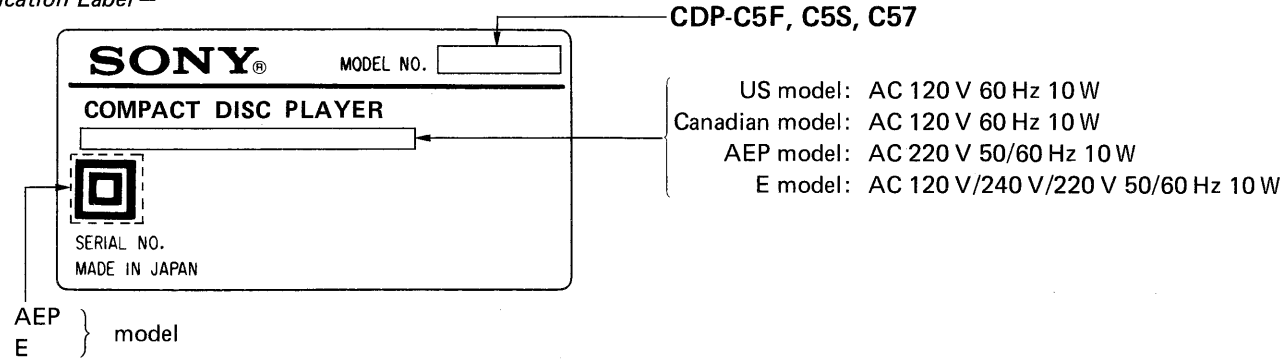 ication Label—
CDP-C5F, C5S, C57
SONY® MODEL NO.
COMPACT DISC PLAYER
US model: AC 120 V 60 Hz 10 W
Canadian model: AC 120 V 60 Hz 10 W
AEP model: AC 220 V 50/60 Hz 10 W
E model: AC 120 V/240 V/220 V 50/60 Hz 10 W
SERIAL NO.
MADE IN JAPAN
AEP
E
model